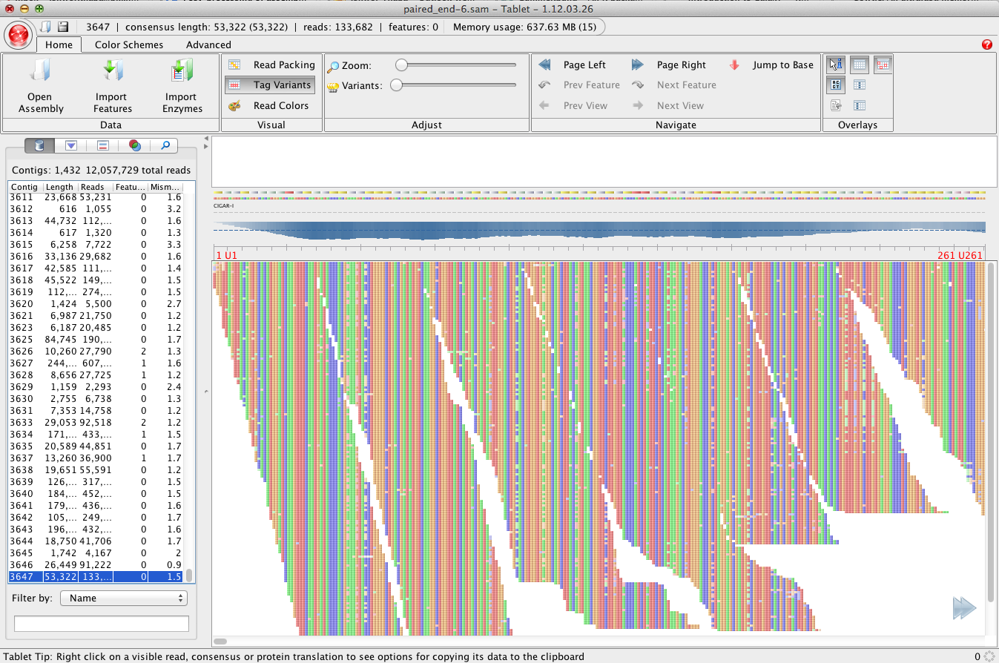 paired_end-6.sam – Tablet - 1.12.03.26
3647 | consensus length: 53,322 (53,322) | reads: 133,682 | features: 0 Memory usage: 637.63 MB (15)
Home Color Schemes Advanced
Open Assembly Import Features Import Enzymes
Data
Read Packing
Tag Variants
Read Colors
Visual
Zoom:
Variants:
Adjust
Page Left Page Right Jump to Base
Prev Feature Next Feature
Prev View Next View
Navigate
Overlays
Contigs: 1,432 12,057,729 total reads
Contig Length Reads Featu... Mism...
3611 23,668 53,231 0 1.6
3612 616 1,055 0 3.2
3613 44,732 112,... 0 1.6
3614 617 1,320 0 1.3
3615 6,258 7,722 0 3.3
3616 33,136 29,682 0 1.6
3617 42,585 111,... 0 1.4
3618 45,522 149,... 0 1.5
3619 112,... 274,... 0 1.5
3620 1,424 5,500 0 2.7
3621 6,987 21,750 0 1.2
3623 6,187 20,485 0 1.2
3625 84,745 190,... 0 1.7
3626 10,260 27,790 2 1.3
3627 244,... 607,... 1 1.6
3628 8,656 27,725 1 1.2
3629 1,159 2,293 0 2.4
3630 2,755 6,738 0 1.3
3631 7,353 14,758 0 1.2
3633 29,053 92,518 2 1.2
3634 171,... 433,... 1 1.5
3635 20,589 44,851 0 1.7
3637 13,260 36,900 1 1.7
3638 19,651 55,591 0 1.2
3639 126,... 317,... 0 1.5
3640 184,... 452,... 0 1.5
3641 179,... 436,... 0 1.6
3642 105,... 249,... 0 1.7
3643 196,... 432,... 0 1.6
3644 18,750 41,706 0 1.7
3645 1,742 4,167 0 2
3646 26,449 91,222 0 0.9
3647 53,322 133,... 0 1.5
Filter by: Name
CIGAR-I
1 U1 261 U261
Tablet Tip: Right click on a visible read, consensus or protein translation to see options for copying its data to the clipboard 0